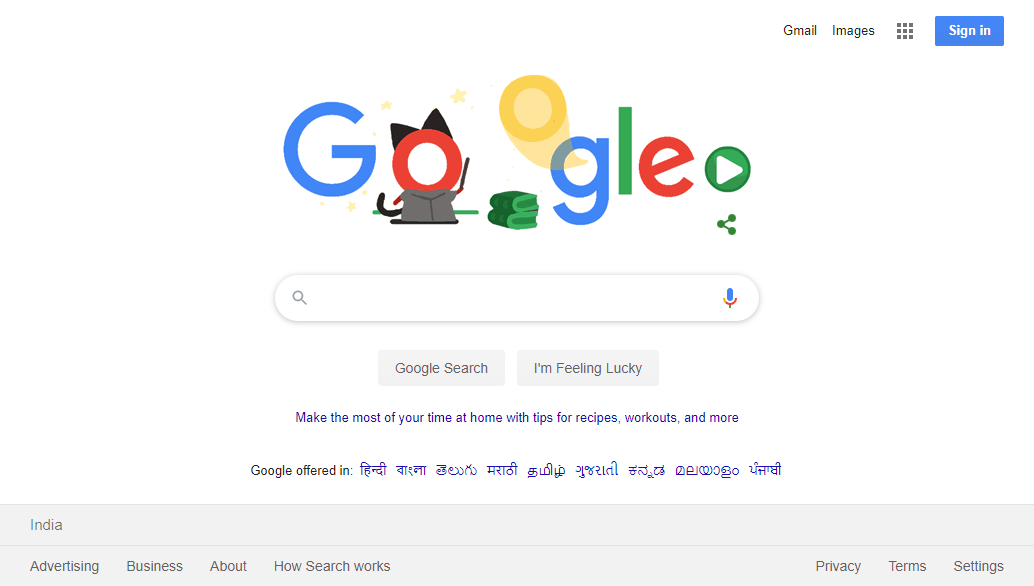 Gmail Images Sign in
Google
Google Search I'm Feeling Lucky
Make the most of your time at home with tips for recipes, workouts, and more
Google offered in: हिन्दी বাংলা తెలుగు मराठी தமிழ் ગુજરાતી ಕನ್ನಡ മലയാളം ਪੰਜਾਬੀ
India
Advertising Business About How Search works Privacy Terms Settings